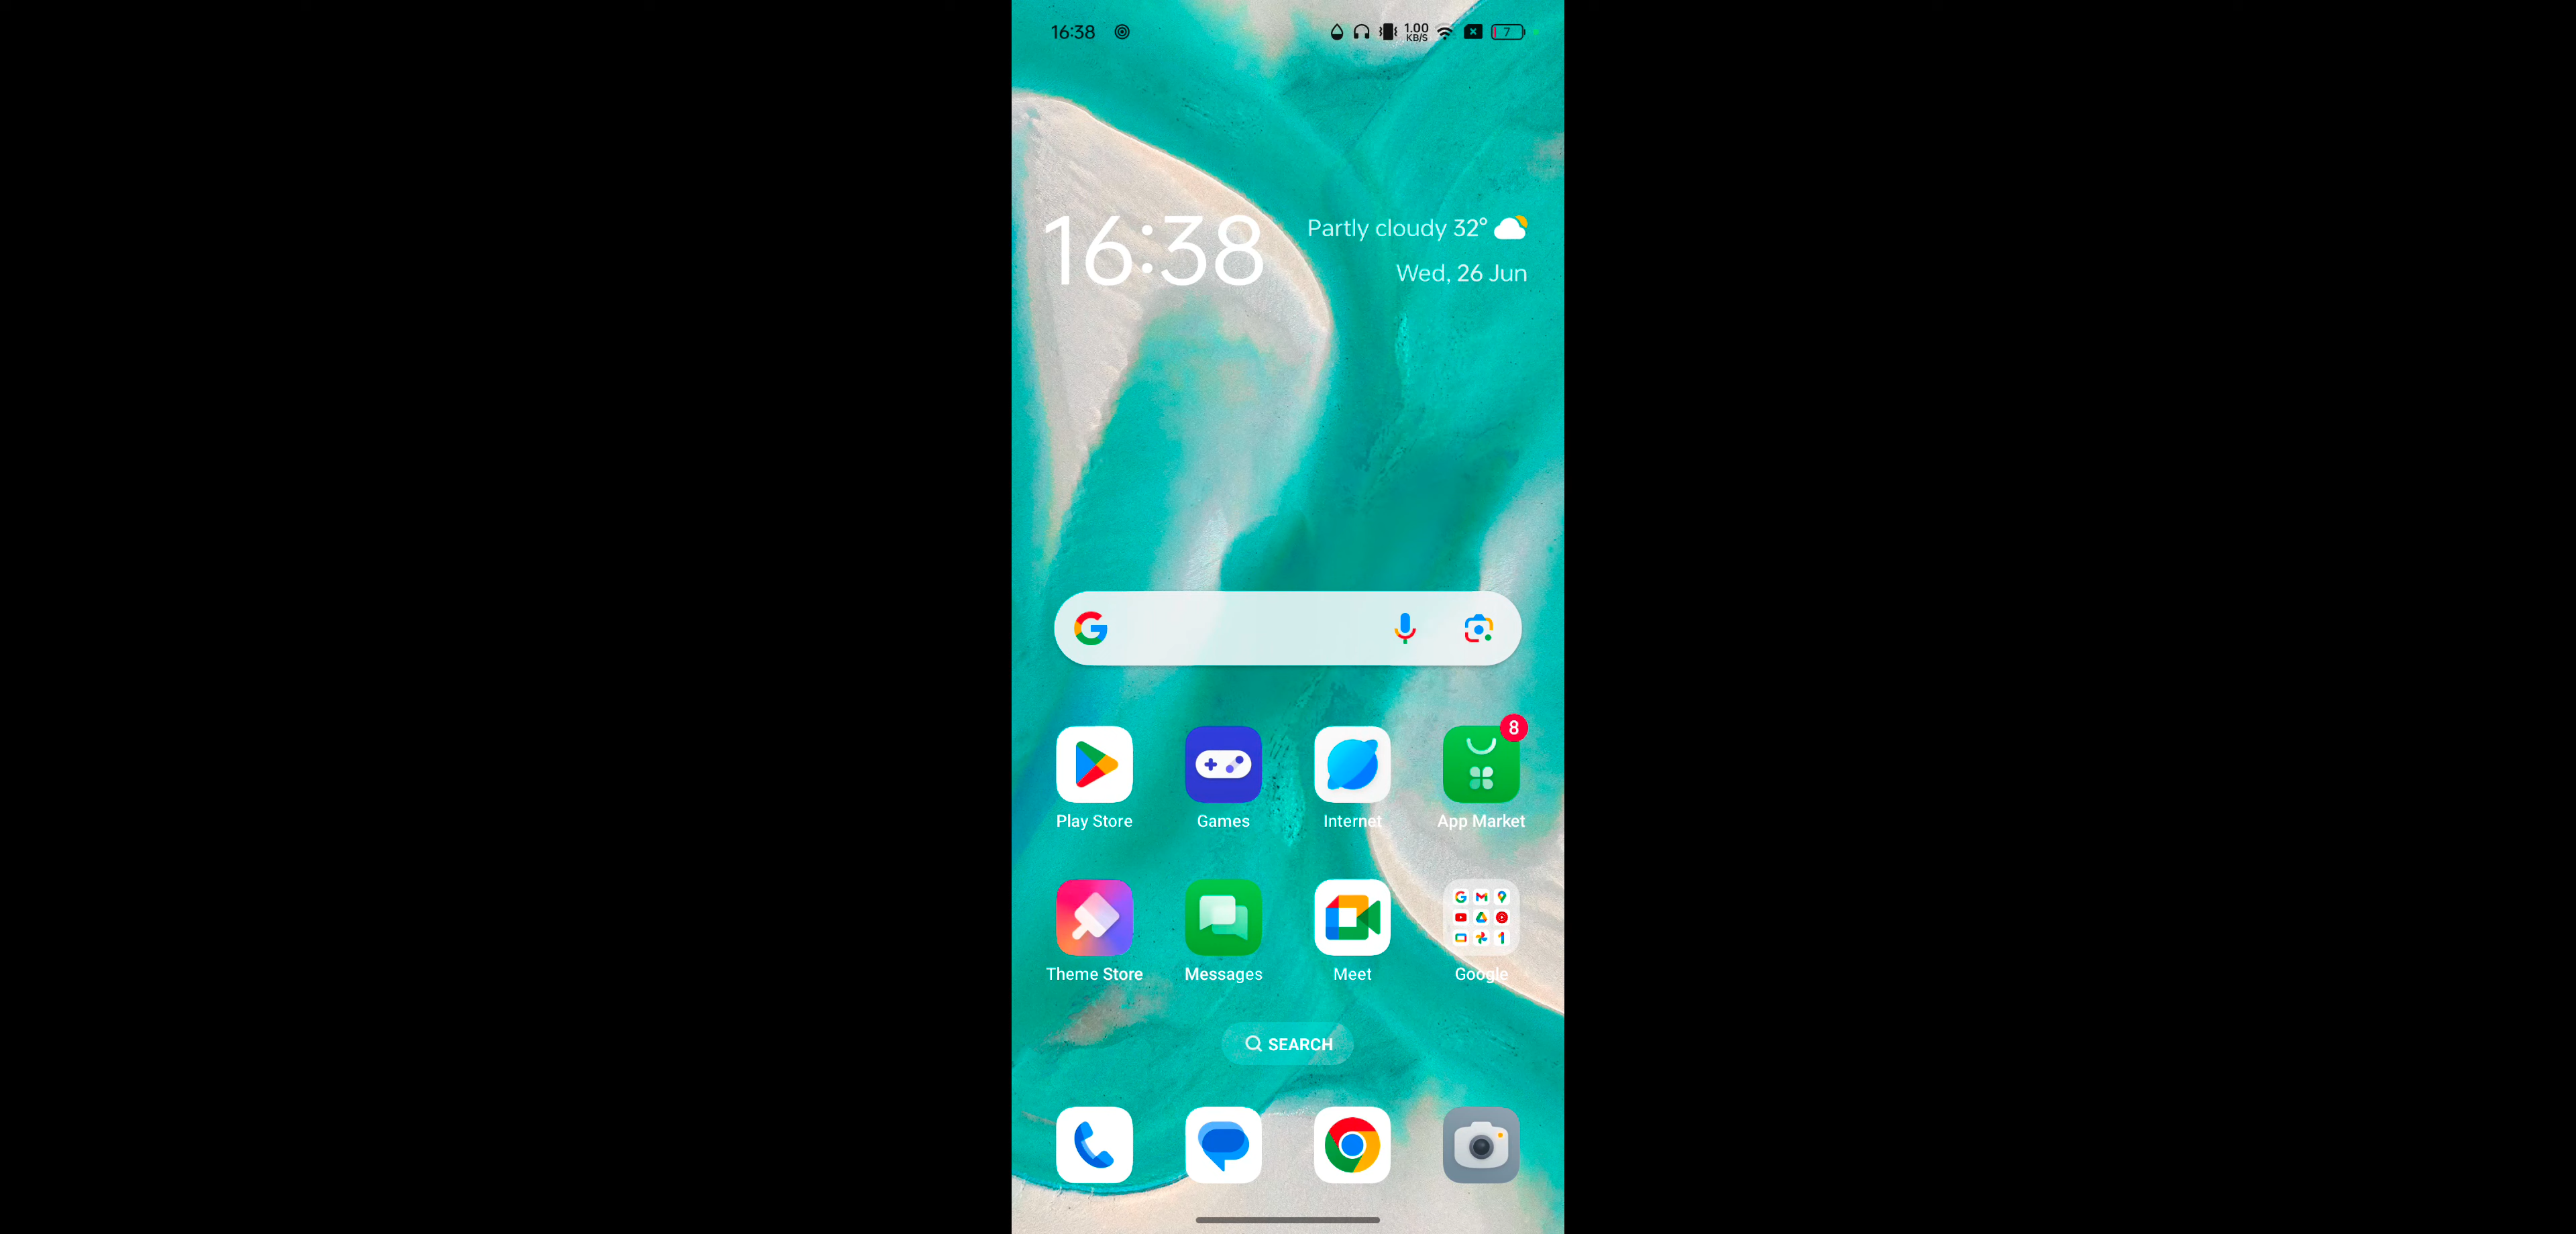 16:38 1.00 KB/S 7
16:38
Partly cloudy 32°
Wed, 26 Jun
8
Play Store Games Internet App Market
Theme Store Messages Meet Google
SEARCH